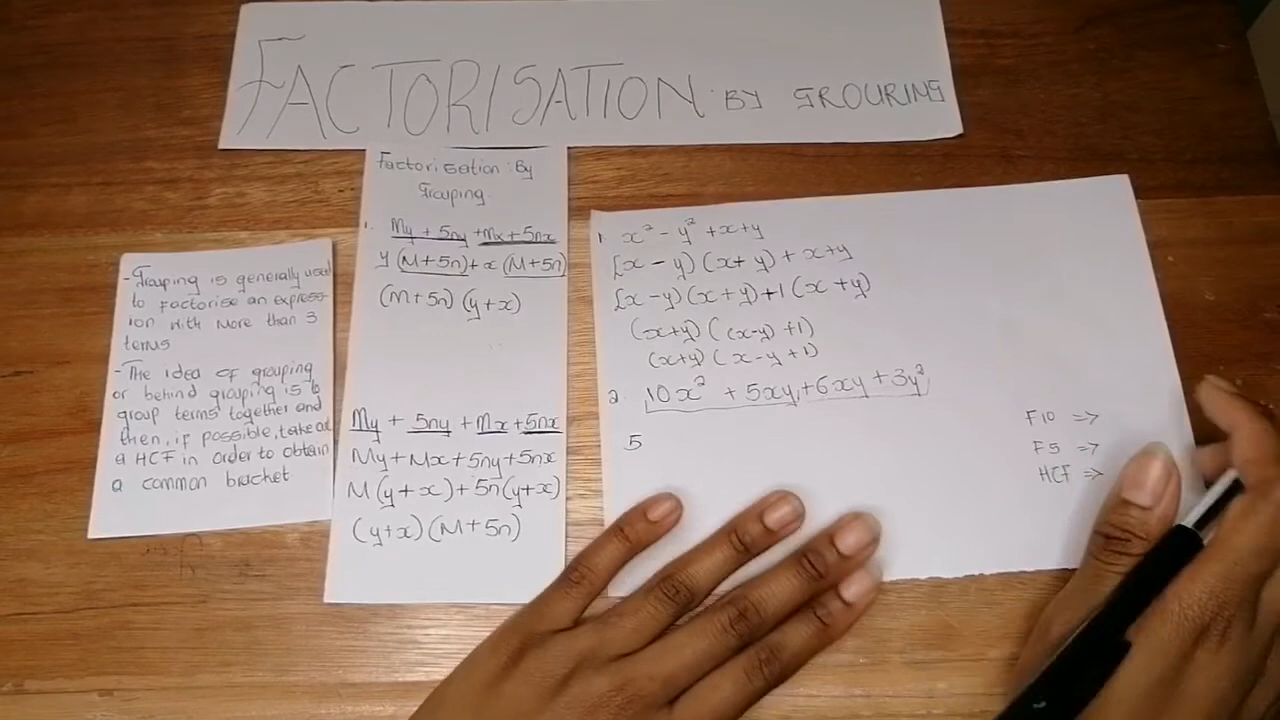 FACTORISATION: BY GROURING
-Grouping is generally used
to factorise an express-
ion with more than 3
terms
-The idea of grouping
or behind grouping is to
group terms together and
then, if possible, take out
a HCF in order to obtain
a common bracket
Factorisation: By
Grouping.
1. My + 5ny + mx + 5nx
y (M+5n) + x (M+5n)
(M+5n) (y+x)
My + 5ny + Mx + 5nx
My + Mx + 5ny + 5nx
M(y+x) + 5n(y+x)
(y+x)(M+5n)
1. x² - y² + x + y
(x - y)(x + y) + x + y
(x - y)(x + y) + 1(x + y)
(x+y)((x-y) + 1)
(x+y)(x - y + 1)
2. 10x² + 5xy + 6xy + 3y²
5
F10 =>
F5 =>
HCF =>